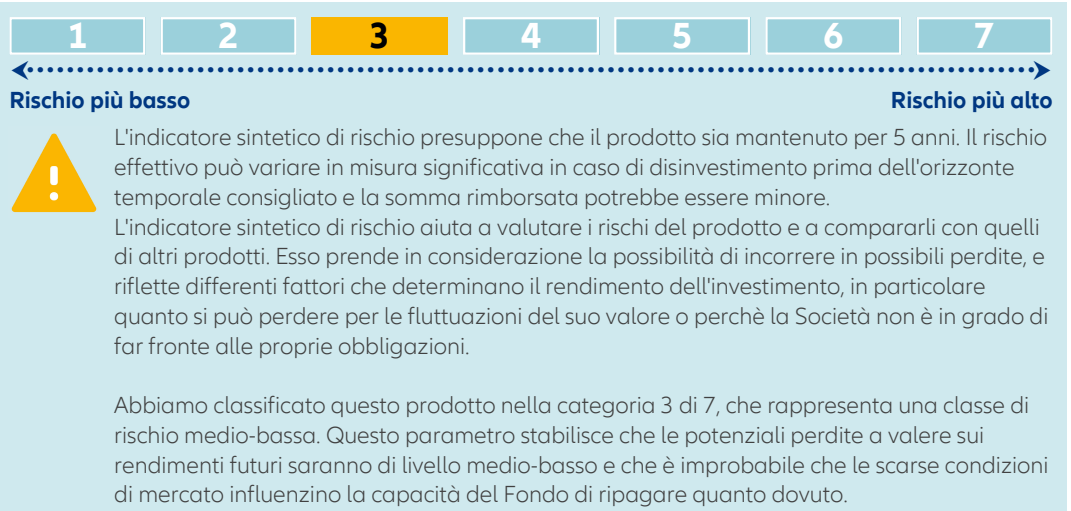 1 2 3 4 5 6 7
Rischio più basso Rischio più alto
L'indicatore sintetico di rischio presuppone che il prodotto sia mantenuto per 5 anni. Il rischio
effettivo può variare in misura significativa in caso di disinvestimento prima dell'orizzonte
temporale consigliato e la somma rimborsata potrebbe essere minore.
L'indicatore sintetico di rischio aiuta a valutare i rischi del prodotto e a compararli con quelli
di altri prodotti. Esso prende in considerazione la possibilità di incorrere in possibili perdite, e
riflette differenti fattori che determinano il rendimento dell'investimento, in particolare
quanto si può perdere per le fluttuazioni del suo valore o perchè la Società non è in grado di
far fronte alle proprie obbligazioni.
Abbiamo classificato questo prodotto nella categoria 3 di 7, che rappresenta una classe di
rischio medio-bassa. Questo parametro stabilisce che le potenziali perdite a valere sui
rendimenti futuri saranno di livello medio-basso e che è improbabile che le scarse condizioni
di mercato influenzino la capacità del Fondo di ripagare quanto dovuto.